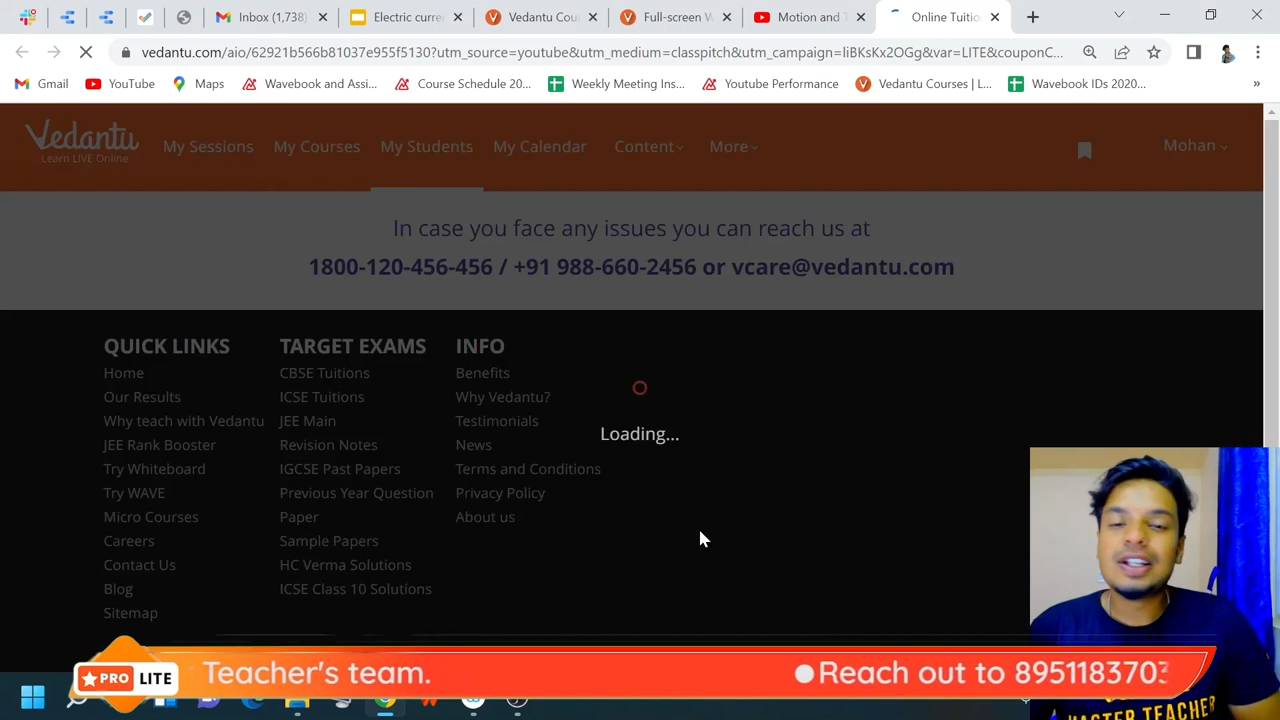 Inbox (1,738)
Electric curre
Vedantu Cou
Full-screen W
Motion and T
Online Tuitio
vedantu.com/aio/62921b566b81037e955f5130?utm_source=youtube&utm_medium=classpitch&utm_campaign=liBKsKx2OGg&var=LITE&couponC...
Gmail
YouTube
Maps
Wavebook and Assi...
Course Schedule 20...
Weekly Meeting Ins...
Youtube Performance
Vedantu Courses | L...
Wavebook IDs 2020...
Vedantu
Learn LIVE Online
My Sessions
My Courses
My Students
My Calendar
Content
More
Mohan
In case you face any issues you can reach us at
1800-120-456-456 / +91 988-660-2456 or vcare@vedantu.com
QUICK LINKS
Home
Our Results
Why teach with Vedantu
JEE Rank Booster
Try Whiteboard
Try WAVE
Micro Courses
Careers
Contact Us
Blog
Sitemap
TARGET EXAMS
CBSE Tuitions
ICSE Tuitions
JEE Main
Revision Notes
IGCSE Past Papers
Previous Year Question
Paper
Sample Papers
HC Verma Solutions
ICSE Class 10 Solutions
INFO
Benefits
Why Vedantu?
Testimonials
News
Terms and Conditions
Privacy Policy
About us
Loading...
PRO LITE
Teacher's team.
Reach out to 8951183703
MASTER TEACHER